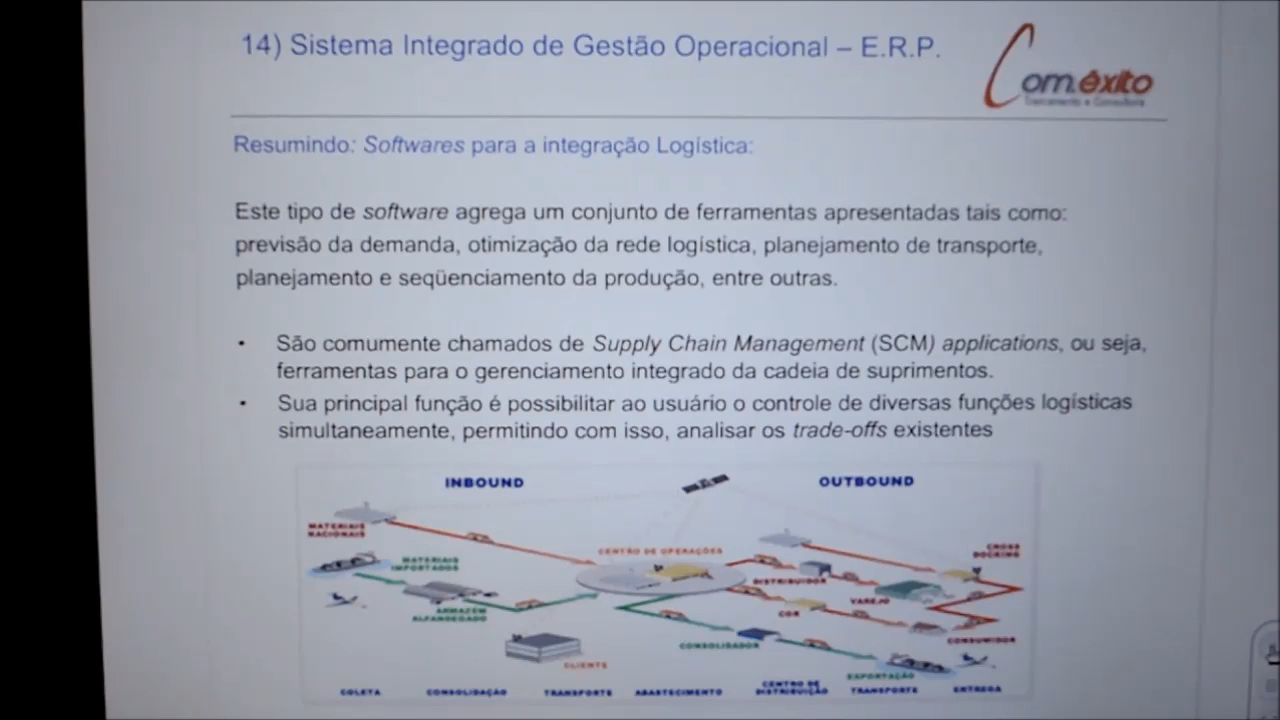 14) Sistema Integrado de Gestão Operacional – E.R.P.
Com.êxito
Treinamento e Consultoria
Resumindo: Softwares para a integração Logística:
Este tipo de software agrega um conjunto de ferramentas apresentadas tais como:
previsão da demanda, otimização da rede logística, planejamento de transporte,
planejamento e seqüenciamento da produção, entre outras.
• São comumente chamados de Supply Chain Management (SCM) applications, ou seja,
ferramentas para o gerenciamento integrado da cadeia de suprimentos.
• Sua principal função é possibilitar ao usuário o controle de diversas funções logísticas
simultaneamente, permitindo com isso, analisar os trade-offs existentes
INBOUND
OUTBOUND
MATERIAIS
NACIONAIS
MATERIAIS
IMPORTADOS
ARMAZÉM
ALFANDEGADO
CENTRO DE OPERAÇÕES
CROSS
DOCKING
DISTRIBUIDOR
VAREJO
CDR
CONSUMIDOR
CONSOLIDADOR
CLIENTE
EXPORTAÇÃO
COLETA
CONSOLIDAÇÃO
TRANSPORTE
ABASTECIMENTO
CENTRO DE
DISTRIBUIÇÃO
TRANSPORTE
ENTREGA